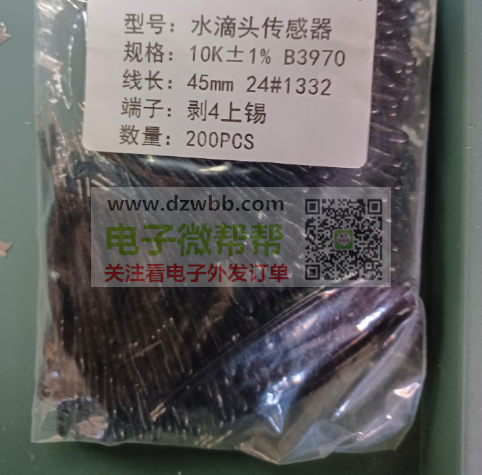 型号：水滴头传感器
规格：10K±1% B3970
线长：45mm 24#1332
端子：剥4上锡
数量：200PCS
www.dzwbb.com
电子微帮帮
关注看电子外发订单